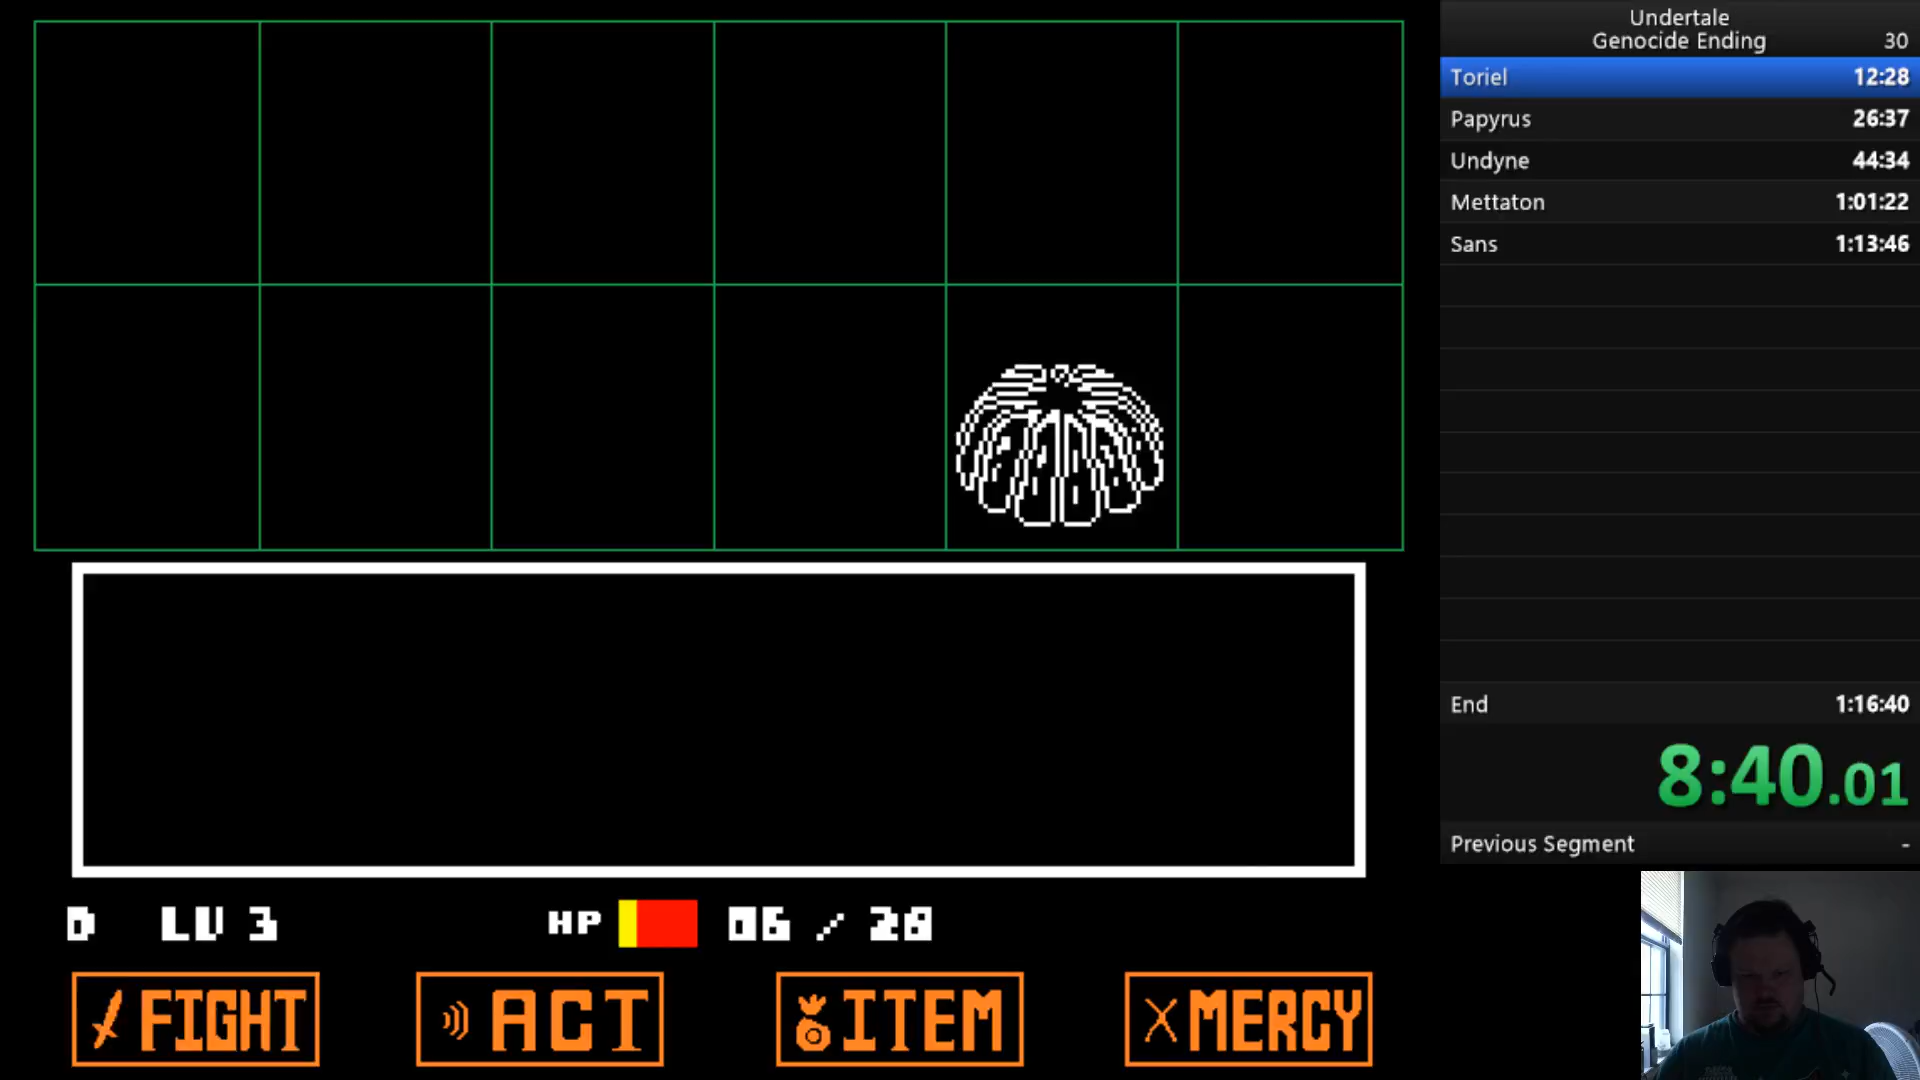 Undertale
Genocide Ending 30
Toriel 12:28
Papyrus 26:37
Undyne 44:34
Mettaton 1:01:22
Sans 1:13:46
End 1:16:40
8:40.01
Previous Segment -
D LV 3 HP 06 / 28
FIGHT ACT ITEM MERCY